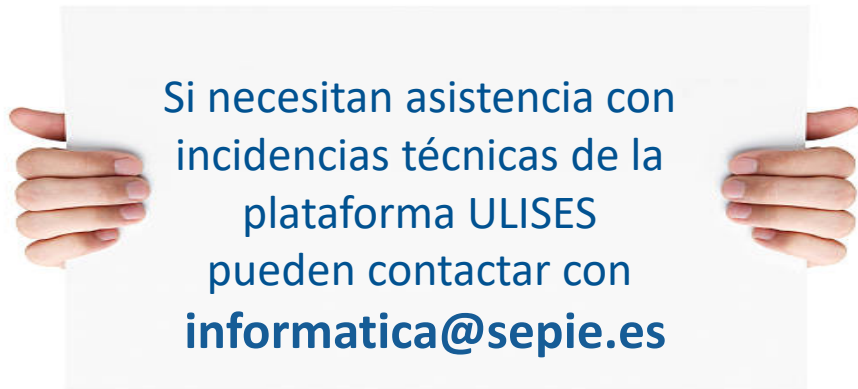 Si necesitan asistencia con
incidencias técnicas de la
plataforma ULISES
pueden contactar con
informatica@sepie.es